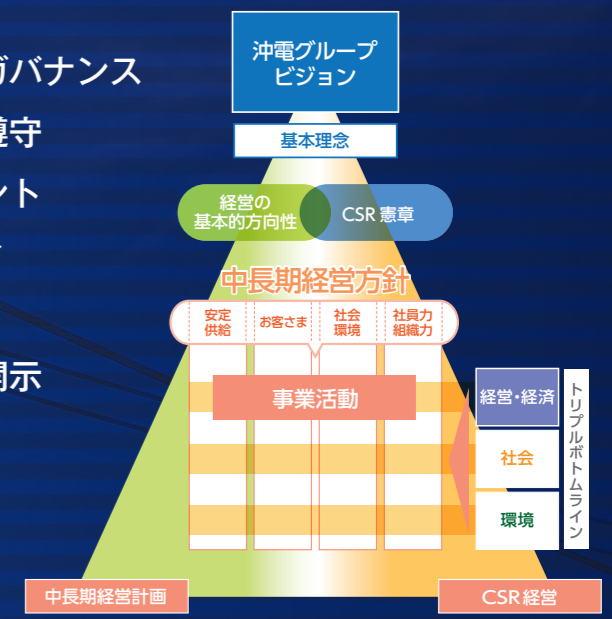 ガバナンス
遵守
ント
開示
沖電グループ
ビジョン
基本理念
経営の
基本的方向性
CSR 憲章
中長期経営方針
安定
供給
お客さま
社会
環境
社員力
組織力
事業活動
経営・経済
社会
環境
トリプルボトムライン
中長期経営計画
CSR 経営